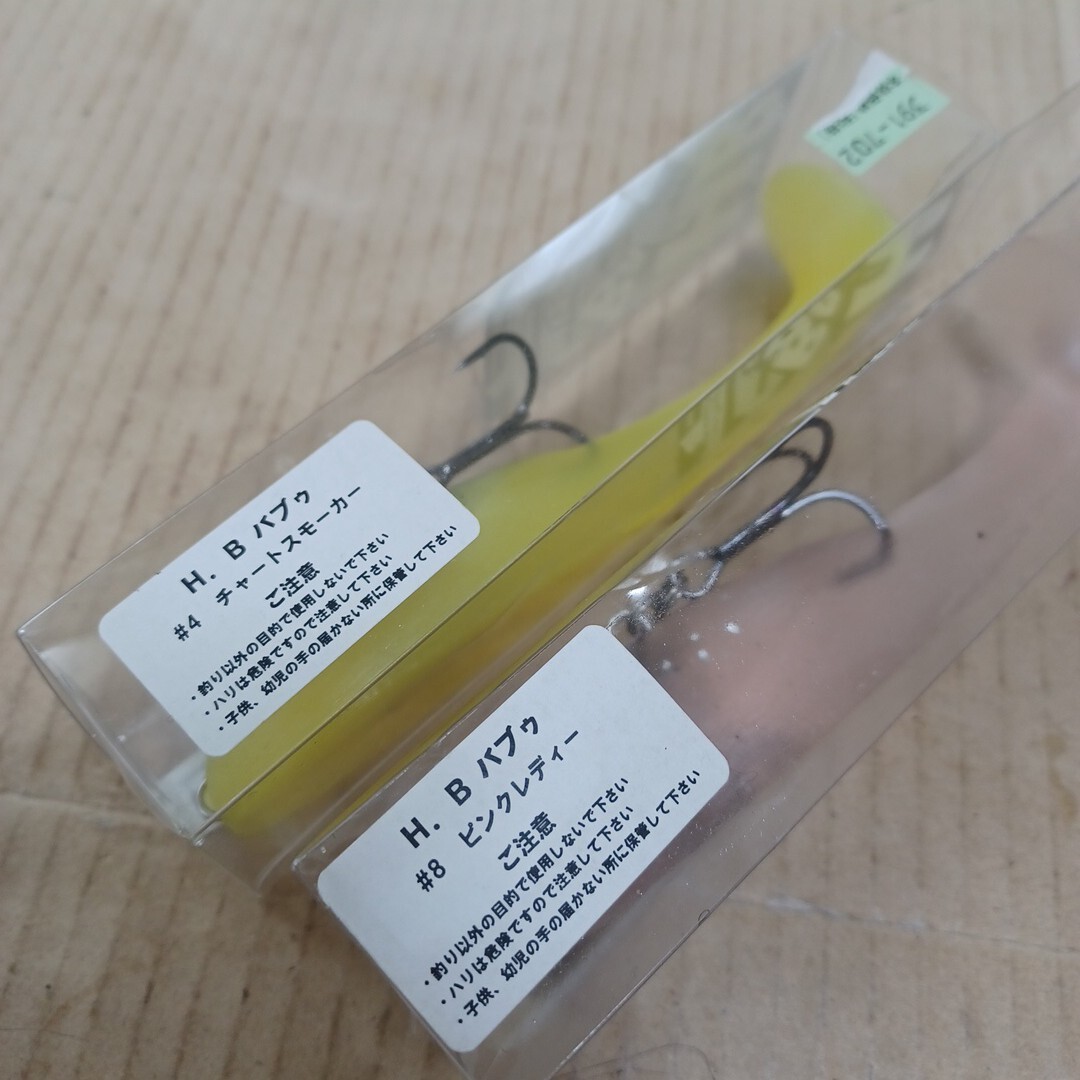 H. B バブゥ
#4 チャートスモーカー
ご注意
・釣り以外の目的で使用しないで下さい
・ハリは危険ですので注意して下さい
・子供、幼児の手の届かない所に保管して下さい
H. B バブゥ
#8 ピンクレディー
ご注意
・釣り以外の目的で使用しないで下さい
・ハリは危険ですので注意して下さい
・子供、幼児の手の届かない所に保管して下さい
391-702